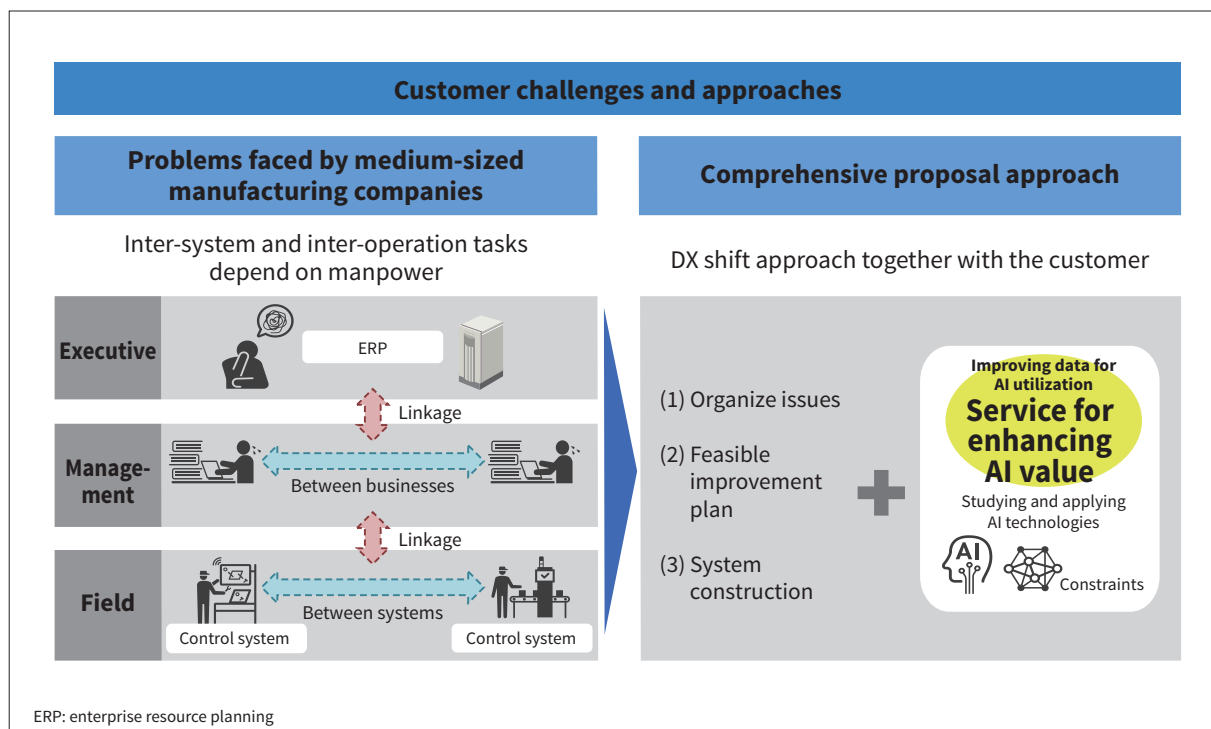 Customer challenges and approaches
Problems faced by medium-sized
manufacturing companies
Inter-system and inter-operation tasks
depend on manpower
Executive
ERP
Linkage
Manage-
ment
Between businesses
Linkage
Field
Between systems
Control system
Control system
Comprehensive proposal approach
DX shift approach together with the customer
(1) Organize issues
(2) Feasible
improvement
plan
(3) System
construction
Improving data for
AI utilization
Service for
enhancing
AI value
Studying and applying
AI technologies
AI
Constraints
ERP: enterprise resource planning